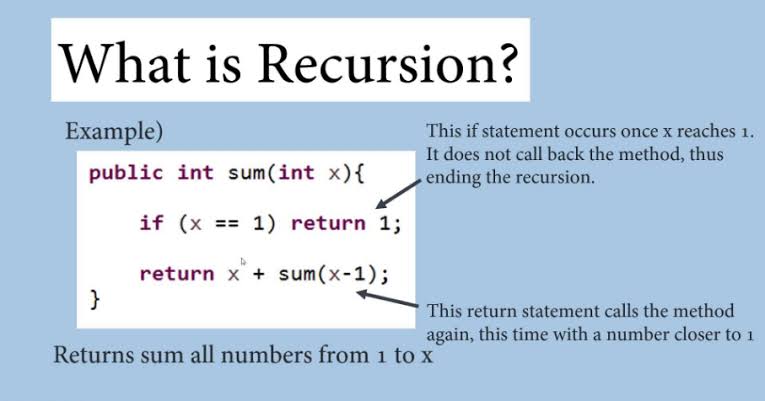 What is Recursion?
Example)
public int sum(int x){
if (x == 1) return 1;
return x + sum(x-1);
}
This if statement occurs once x reaches 1.
It does not call back the method, thus
ending the recursion.
This return statement calls the method
again, this time with a number closer to 1
Returns sum all numbers from 1 to x